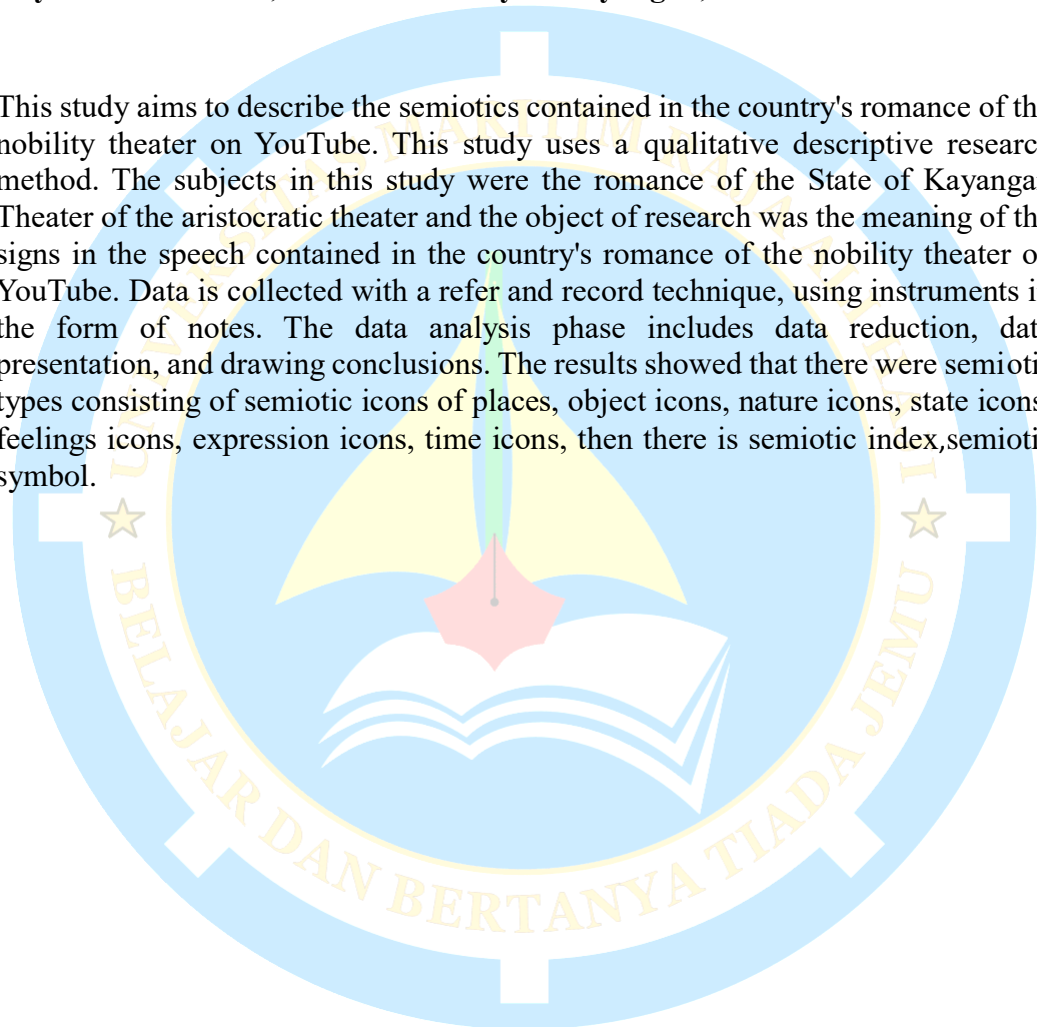 This study aims to describe the semiotics contained in the country's romance of th
nobility theater on YouTube. This study uses a qualitative descriptive researc
method. The subjects in this study were the romance of the State of Kayanga
Theater of the aristocratic theater and the object of research was the meaning of th
signs in the speech contained in the country's romance of the nobility theater o
YouTube. Data is collected with a refer and record technique, using instruments i
the form of notes. The data analysis phase includes data reduction, dat
presentation, and drawing conclusions. The results showed that there were semioti
types consisting of semiotic icons of places, object icons, nature icons, state icons
feelings icons, expression icons, time icons, then there is semiotic index,semioti
symbol.
UNIVERSITAS MARITIM RAJA ALI HAJI
BELAJAR DAN BERTANYA TIADA JEMU